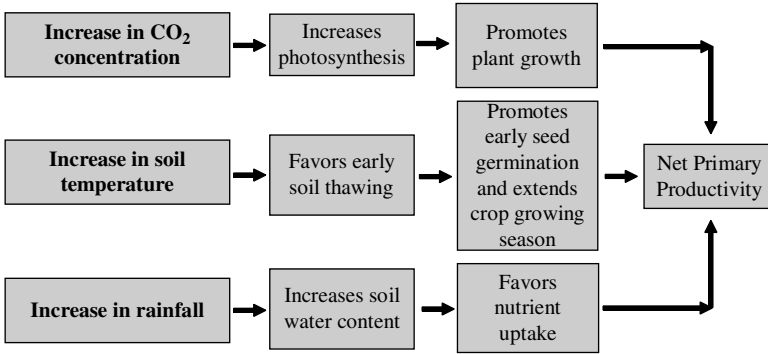 Increase in CO₂
concentration
Increases
photosynthesis
Promotes
plant growth
Increase in soil
temperature
Favors early
soil thawing
Promotes
early seed
germination
and extends
crop growing
season
Net Primary
Productivity
Increase in rainfall
Increases soil
water content
Favors
nutrient
uptake